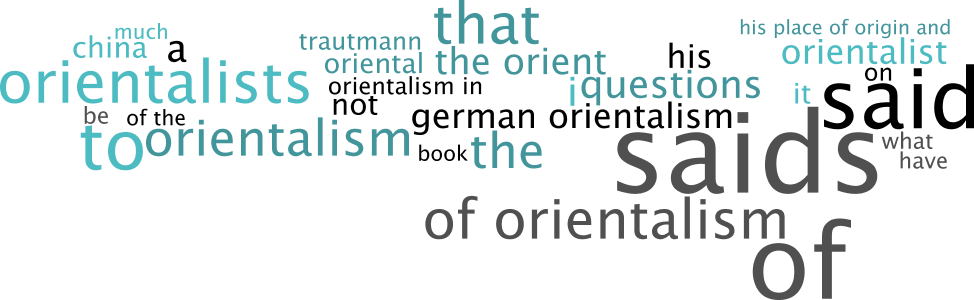 that
much
his place of origin and
china
a
trautmann
his
orientalist
oriental
the orient
orientalists
orientalism in
i
questions
on
it
said
not
be
of the
german orientalism
saids
to
orientalism
book
the
what
have
of orientalism
of